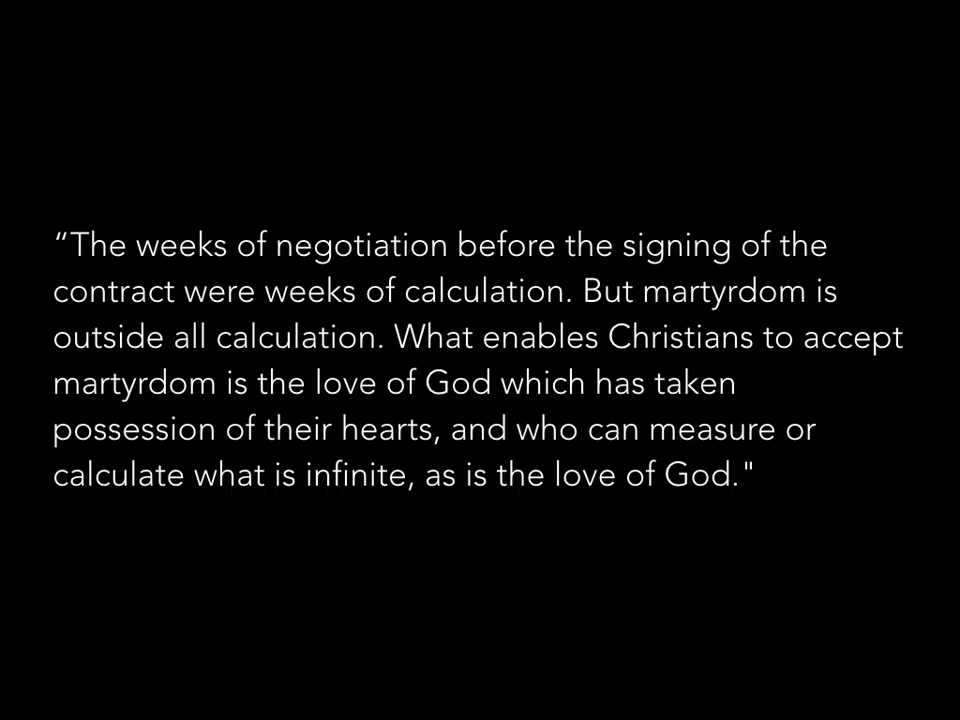 “The weeks of negotiation before the signing of the
contract were weeks of calculation. But martyrdom is
outside all calculation. What enables Christians to accept
martyrdom is the love of God which has taken
possession of their hearts, and who can measure or
calculate what is infinite, as is the love of God."